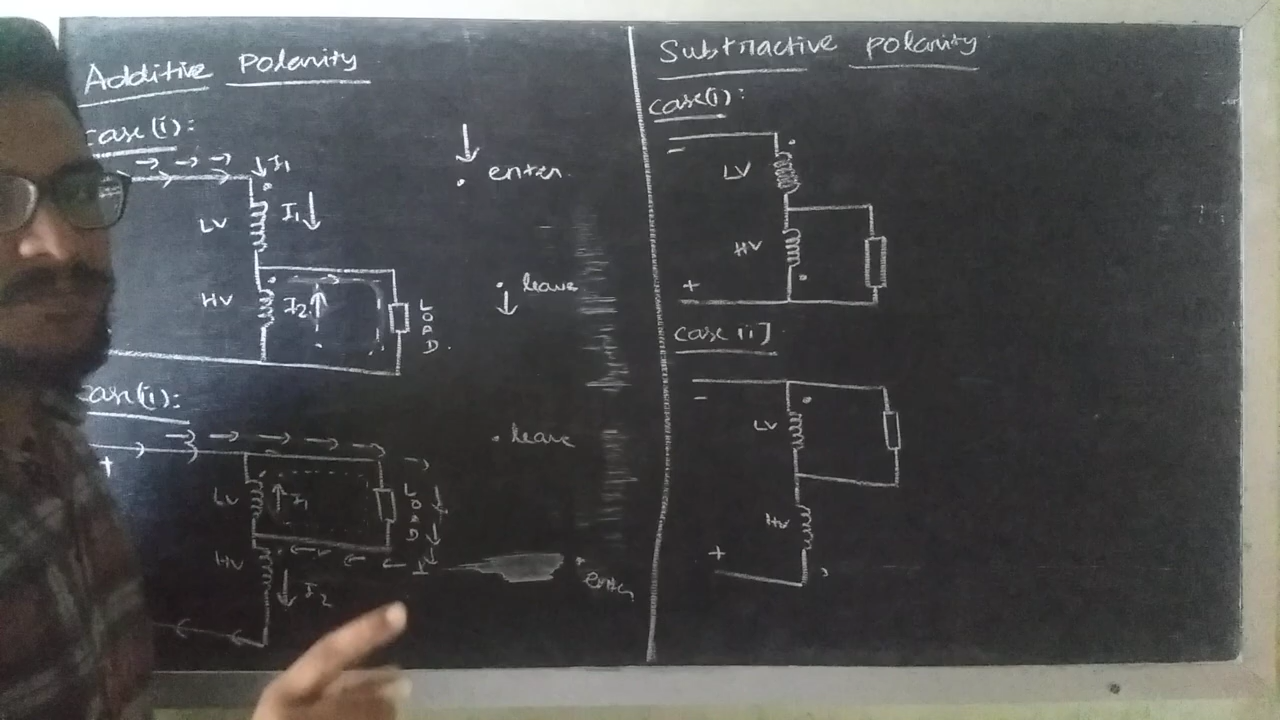 Additive Polarity
case(i):
I1
enter
LV
I1
leave
HV
I2
LOAD.
case(i):
leave
+
LV
I1
LOAD
HV
I2
enter
Subtractive polarity
case(i):
-
LV
HV
+
case (ii]
-
LV
HV
+